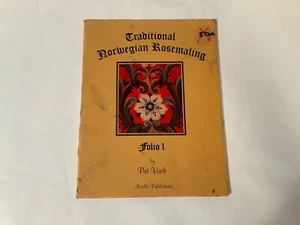 Traditional
Norwegian Rosemaling
Folio 1
by
Pat Virch